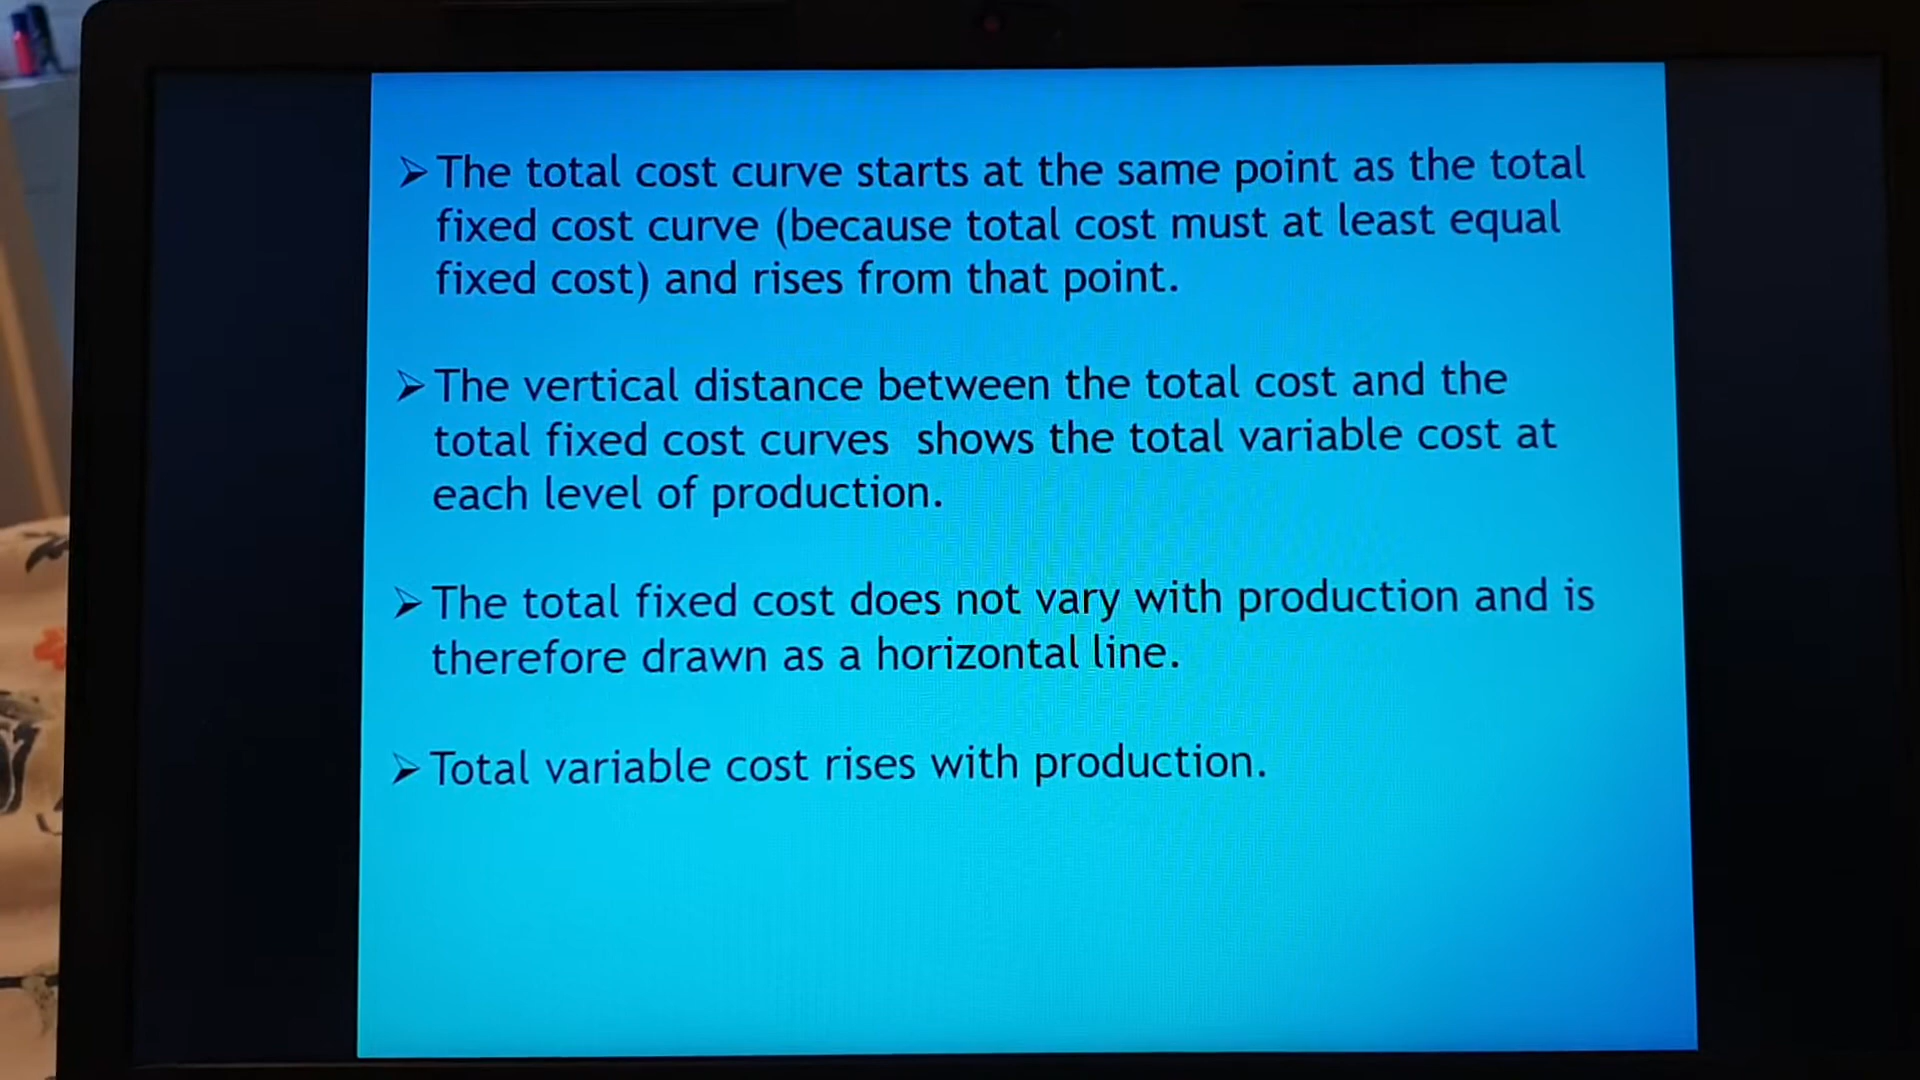 ➢ The total cost curve starts at the same point as the total
fixed cost curve (because total cost must at least equal
fixed cost) and rises from that point.
➢ The vertical distance between the total cost and the
total fixed cost curves shows the total variable cost at
each level of production.
➢ The total fixed cost does not vary with production and is
therefore drawn as a horizontal line.
➢ Total variable cost rises with production.